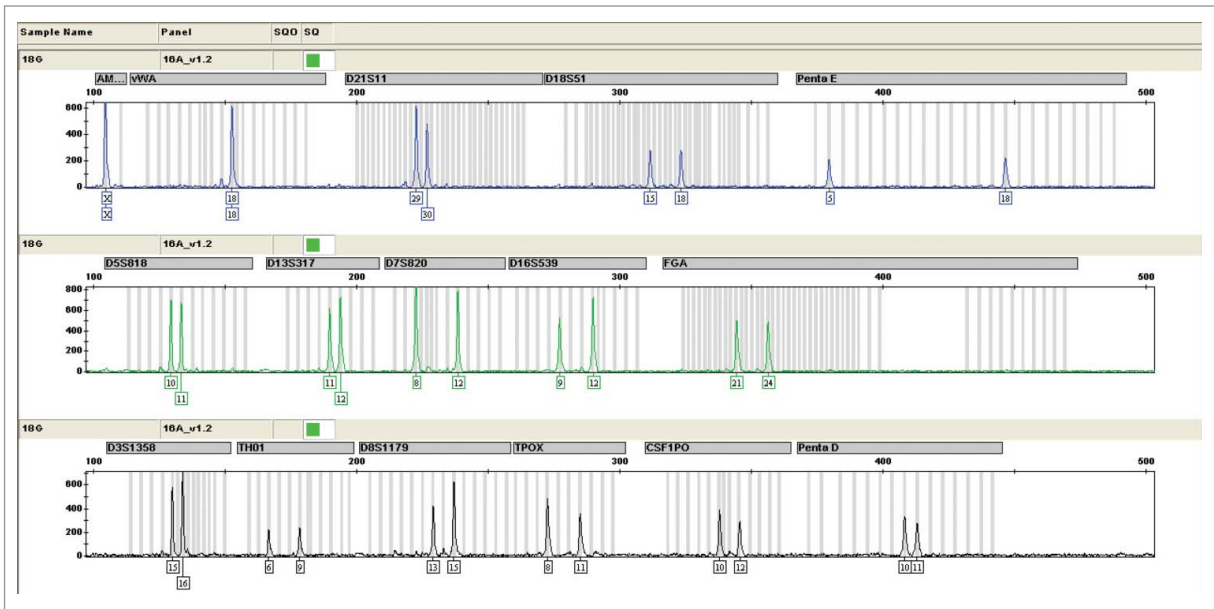 Sample Name Panel SQO SQ
18G 16A_v1.2
AM... vWA D21S11 D18S51 Penta E
100 200 300 400 500
600
400
200
0
X 18 29 15 18 5 18
X 18 30
18G 16A_v1.2
D5S818 D13S317 D7S820 D16S539 FGA
100 200 300 400 500
800
600
400
200
0
10 11 8 12 9 12 21 24
11 12
18G 16A_v1.2
D3S1358 TH01 D8S1179 TPOX CSF1PO Penta D
100 200 300 400 500
600
400
200
0
15 6 9 13 15 8 11 10 12 10 11
16